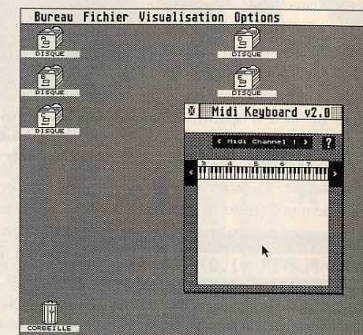 Bureau Fichier Visualisation Options
DISQUE
DISQUE
DISQUE
DISQUE
DISQUE
Midi Keyboard v2.0
< Midi Channel 1 > ?
3 4 5 6 7
< >
CORBEILLE